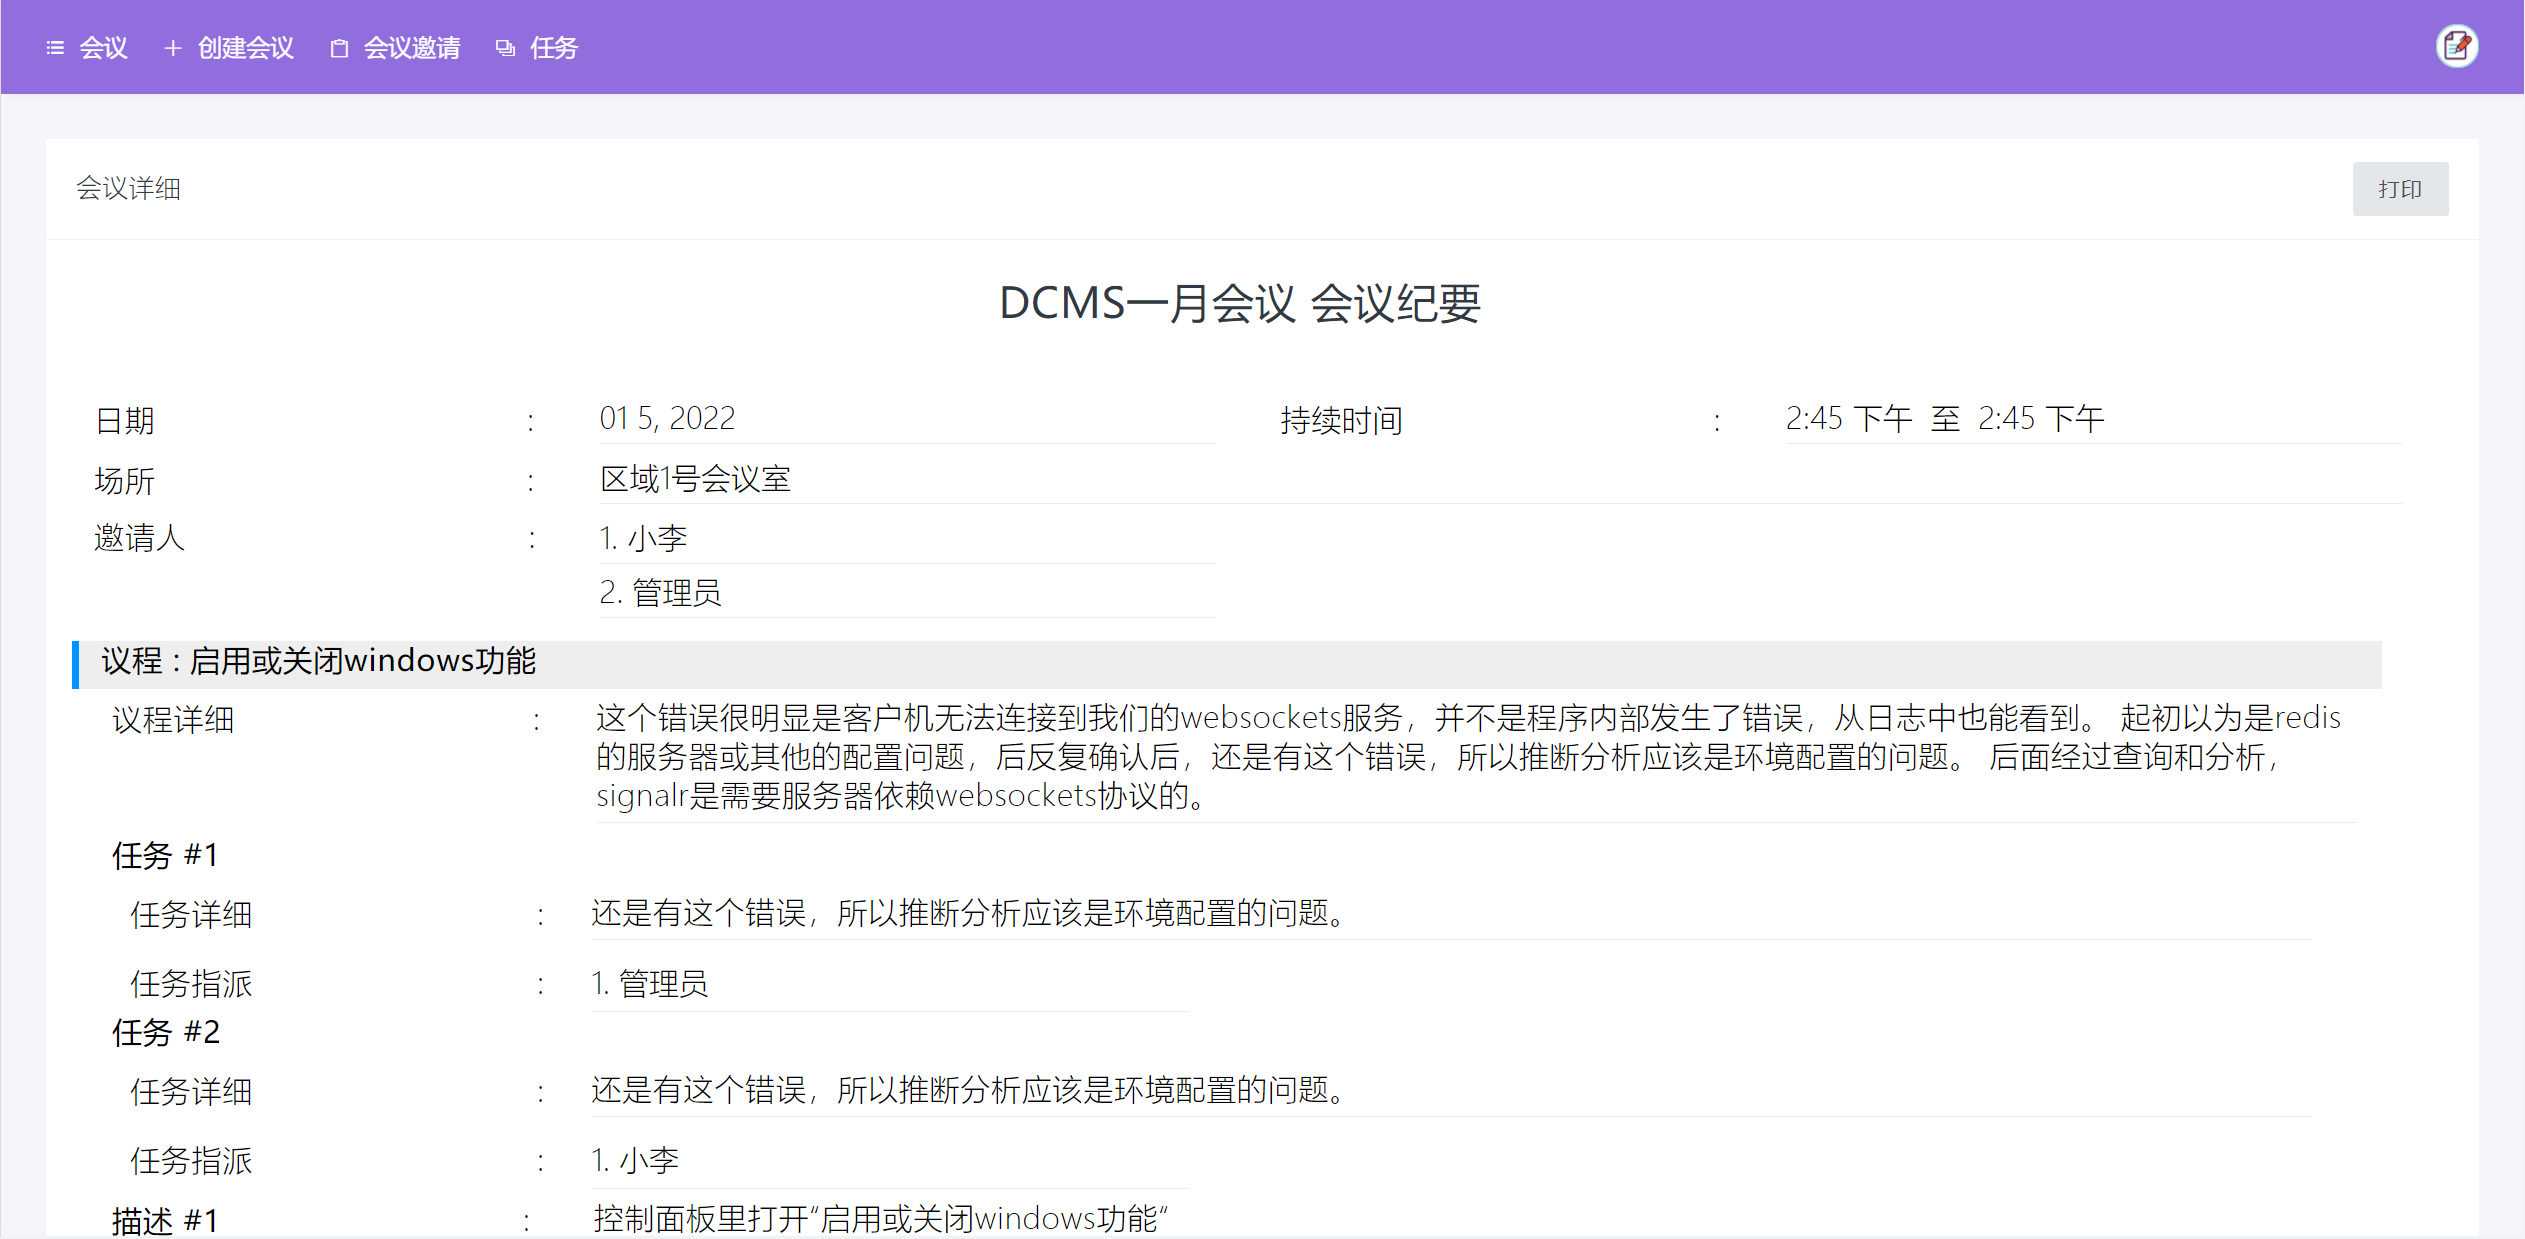 会议 创建会议 会议邀请 任务
会议详细 打印
DCMS一月会议 会议纪要
日期 : 01 5, 2022 持续时间 : 2:45 下午 至 2:45 下午
场所 : 区域1号会议室
邀请人 : 1. 小李
2. 管理员
议程 : 启用或关闭windows功能
议程详细 : 这个错误很明显是客户机无法连接到我们的websockets服务，并不是程序内部发生了错误，从日志中也能看到。 起初以为是redis
的服务器或其他的配置问题，后反复确认后，还是有这个错误，所以推断分析应该是环境配置的问题。 后面经过查询和分析，
signalr是需要服务器依赖websockets协议的。
任务 #1
任务详细 : 还是有这个错误，所以推断分析应该是环境配置的问题。
任务指派 : 1. 管理员
任务 #2
任务详细 : 还是有这个错误，所以推断分析应该是环境配置的问题。
任务指派 : 1. 小李
描述 #1 : 控制面板里打开“启用或关闭windows功能“